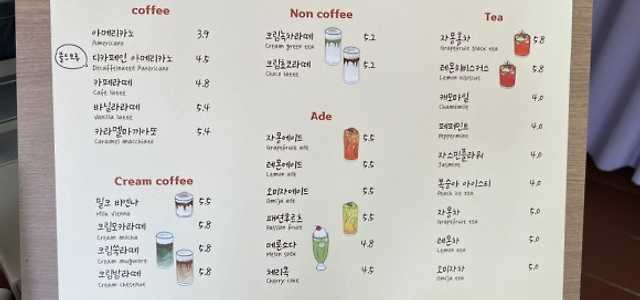 coffee
아메리카노 3.9
Americano
콜드브루
디카페인 아메리카노 4.5
Decaffeinated Americano
카페라떼 4.8
Café latte
바닐라라떼 5.4
Vanilla latte
카라멜마끼아또 5.4
Caramel macchiato
Cream coffee
밀크 비엔나 5.5
Milk vienna
크림모카라떼 5.8
Cream mocha
크림쑥라떼 5.8
Cream mugwort
크림밤라떼 5.8
Cream chestnut
Non coffee
크림녹차라떼 5.2
Cream green tea
크림초코라떼 5.2
Choco latte
Ade
자몽에이드 5.5
Grapefruit ade
레몬에이드 5.5
Lemon ade
오미자에이드 5.5
Omija ade
패션후르츠 5.5
Passion fruit
메론소다 4.8
Melon soda
체리콕 4.5
Cherry coke
Tea
자몽홍차 5.8
Grapefruit black tea
레몬히비스커스 5.8
Lemon hibiscus
캐모마일 4.0
Chamomile
페퍼민트 4.0
Peppermint
자스민플라워 4.0
Jasmine
복숭아 아이스티 4.0
Peach ice tea
자몽차 5.0
Grapefruit tea
레몬차 5.0
Lemon tea
오미자차 5.0
Omija tea